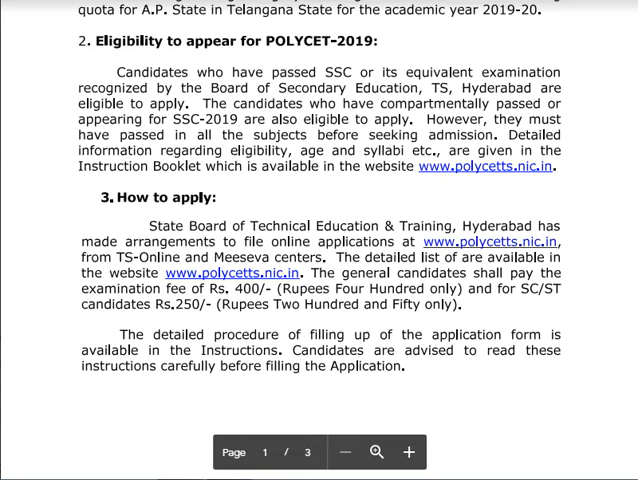 quota for A.P. State in Telangana State for the academic year 2019-20.
2. Eligibility to appear for POLYCET-2019:
Candidates who have passed SSC or its equivalent examination
recognized by the Board of Secondary Education, TS, Hyderabad are
eligible to apply. The candidates who have compartmentally passed or
appearing for SSC-2019 are also eligible to apply. However, they must
have passed in all the subjects before seeking admission. Detailed
information regarding eligibility, age and syllabi etc., are given in the
Instruction Booklet which is available in the website www.polycetts.nic.in.
3. How to apply:
State Board of Technical Education & Training, Hyderabad has
made arrangements to file online applications at www.polycetts.nic.in,
from TS-Online and Meeseva centers. The detailed list of are available in
the website www.polycetts.nic.in. The general candidates shall pay the
examination fee of Rs. 400/- (Rupees Four Hundred only) and for SC/ST
candidates Rs.250/- (Rupees Two Hundred and Fifty only).
The detailed procedure of filling up of the application form is
available in the Instructions. Candidates are advised to read these
instructions carefully before filling the Application.
Page 1 / 3